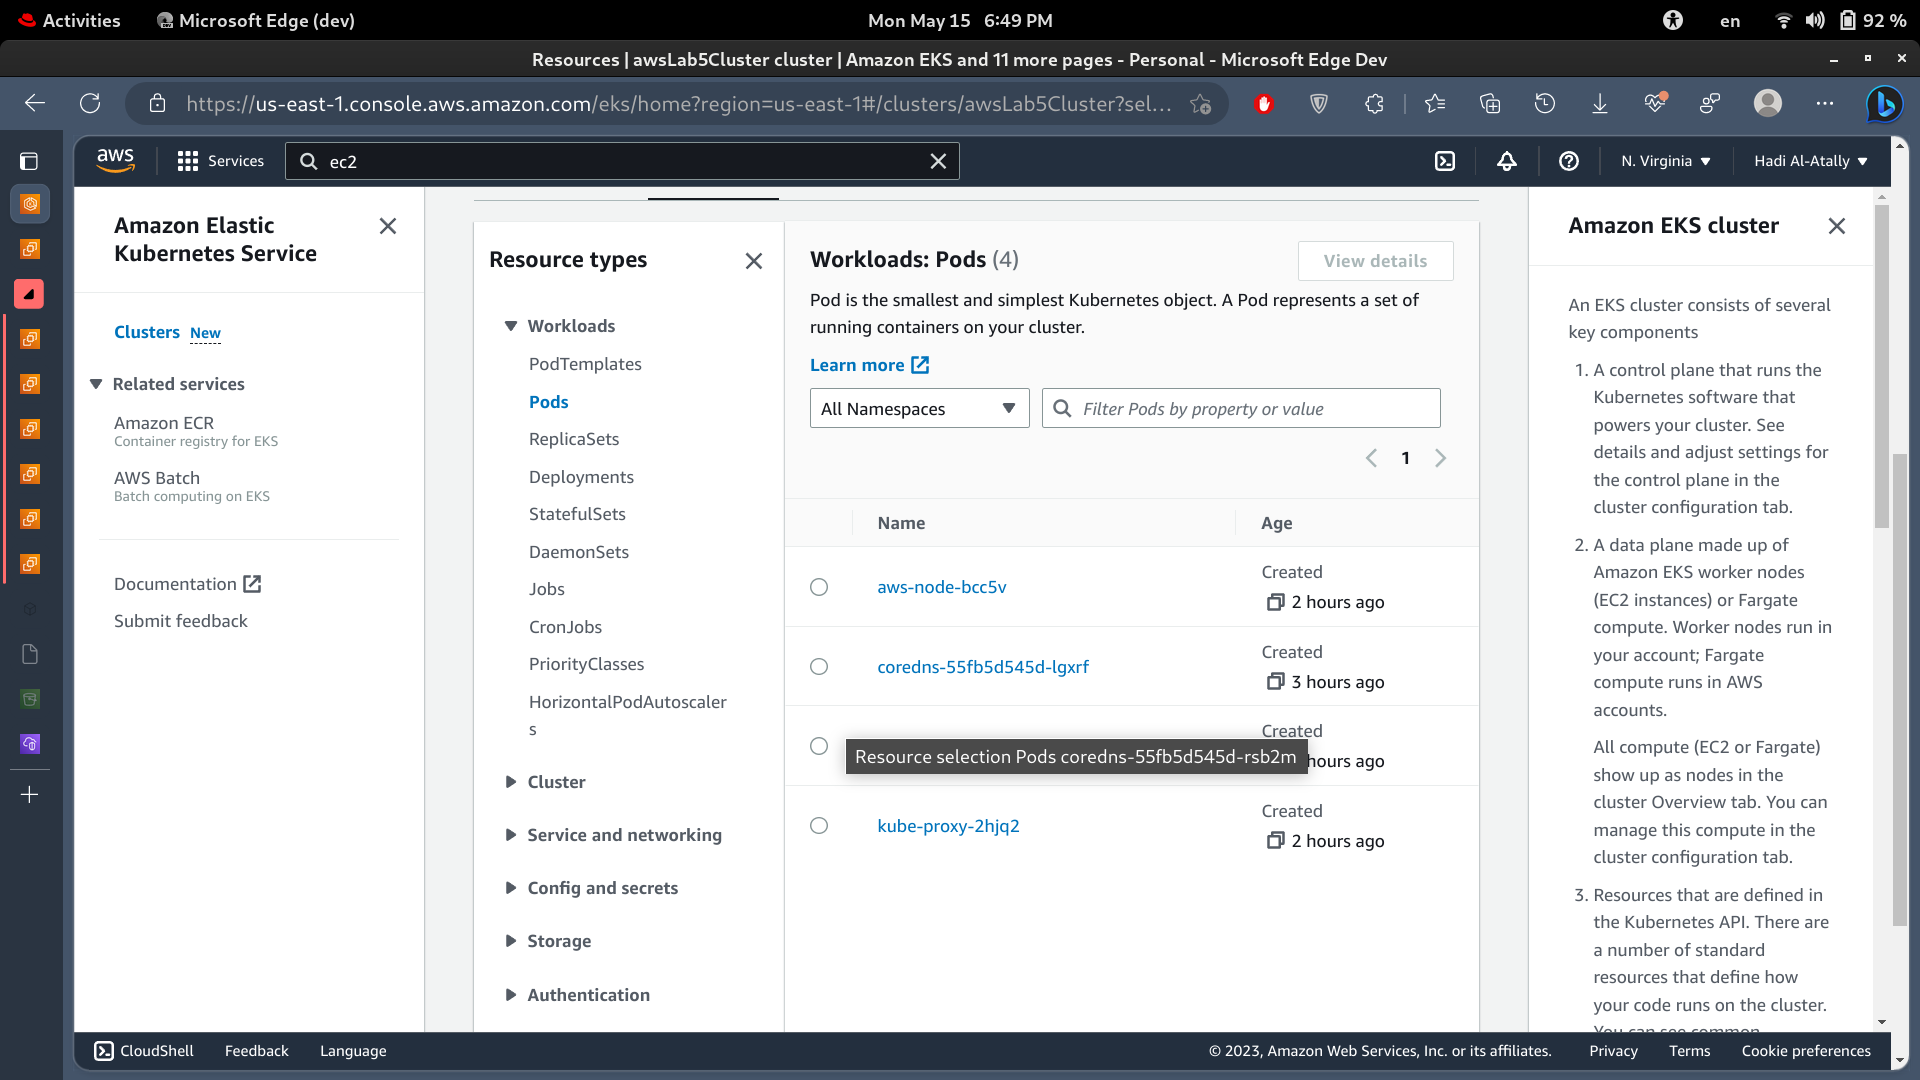 Activities
Microsoft Edge (dev)
Mon May 15 6:49 PM
en
92 %
Resources | awsLab5Cluster cluster | Amazon EKS and 11 more pages - Personal - Microsoft Edge Dev
https://us-east-1.console.aws.amazon.com/eks/home?region=us-east-1#/clusters/awsLab5Cluster?sel...
aws
Services
ec2
N. Virginia
Hadi Al-Atally
Amazon Elastic
Kubernetes Service
Clusters New
Related services
Amazon ECR
Container registry for EKS
AWS Batch
Batch computing on EKS
Documentation
Submit feedback
Resource types
Workloads
PodTemplates
Pods
ReplicaSets
Deployments
StatefulSets
DaemonSets
Jobs
CronJobs
PriorityClasses
HorizontalPodAutoscaler
s
Cluster
Service and networking
Config and secrets
Storage
Authentication
Workloads: Pods (4)
View details
Pod is the smallest and simplest Kubernetes object. A Pod represents a set of
running containers on your cluster.
Learn more
All Namespaces
Filter Pods by property or value
1
Name
Age
aws-node-bcc5v
Created
2 hours ago
coredns-55fb5d545d-lgxrf
Created
3 hours ago
Created
Resource selection Pods coredns-55fb5d545d-rsb2m
hours ago
kube-proxy-2hjq2
Created
2 hours ago
Amazon EKS cluster
An EKS cluster consists of several
key components
1. A control plane that runs the
Kubernetes software that
powers your cluster. See
details and adjust settings for
the control plane in the
cluster configuration tab.
2. A data plane made up of
Amazon EKS worker nodes
(EC2 instances) or Fargate
compute. Worker nodes run in
your account; Fargate
compute runs in AWS
accounts.
All compute (EC2 or Fargate)
show up as nodes in the
cluster Overview tab. You can
manage this compute in the
cluster configuration tab.
3. Resources that are defined in
the Kubernetes API. There are
a number of standard
resources that define how
your code runs on the cluster.
You can see common
CloudShell
Feedback
Language
© 2023, Amazon Web Services, Inc. or its affiliates.
Privacy
Terms
Cookie preferences